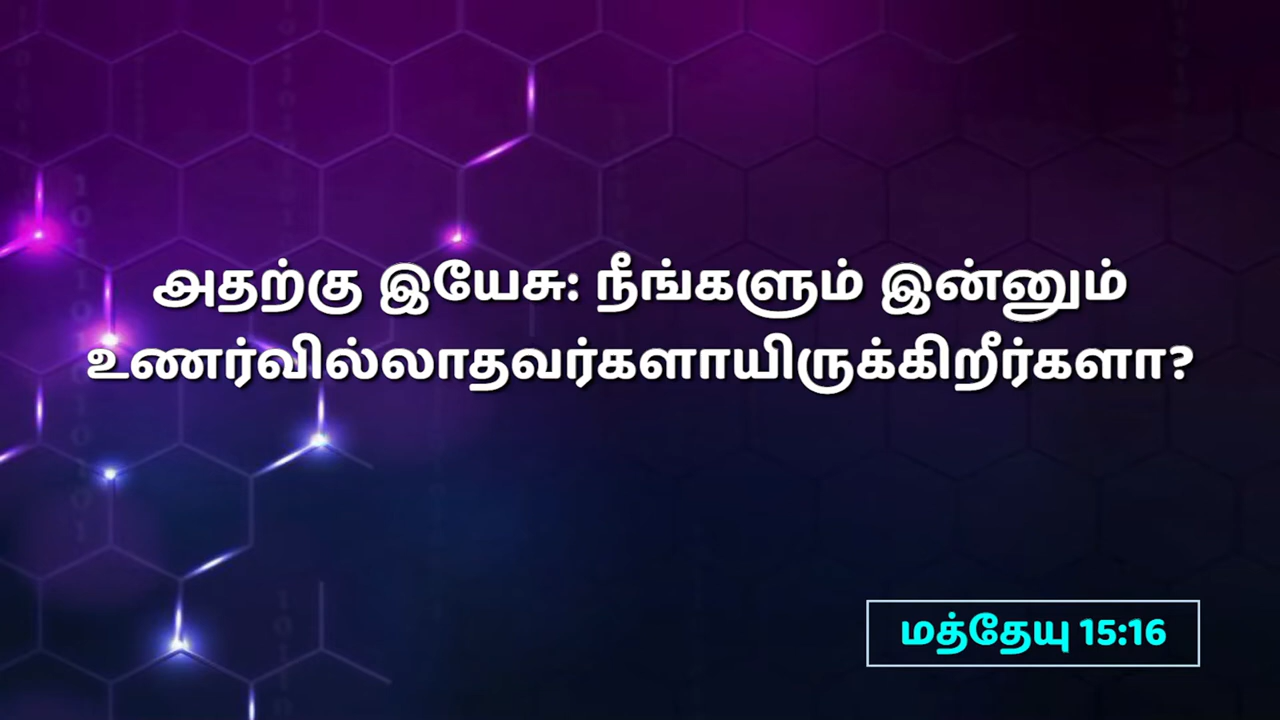 அதற்கு இயேசு: நீங்களும் இன்னும்
உணர்வில்லாதவர்களாயிருக்கிறீர்களா?
மத்தேயு 15:16